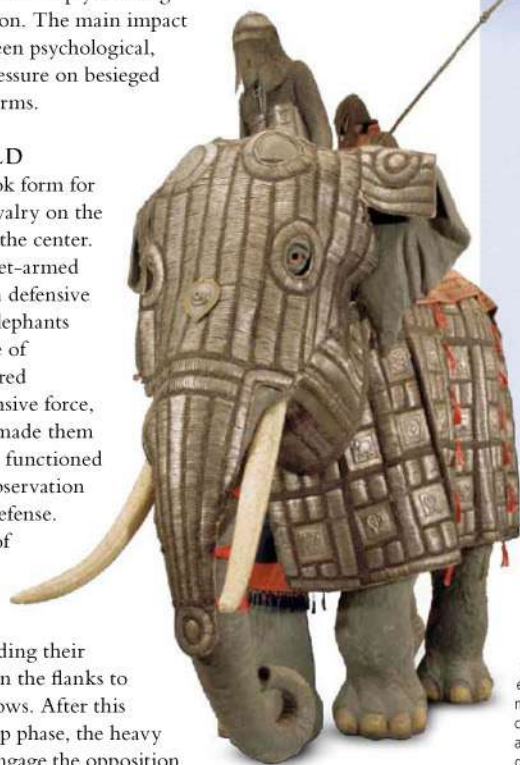 on. The main impact
een psychological,
essure on besieged
rms.
LD
ok form for
valry on the
the center.
et-armed
n defensive
lephants
e of
red
nsive force,
made them
functioned
bservation
efense.
of
ding their
n the flanks to
ows. After this
p phase, the heavy
ngage the opposition